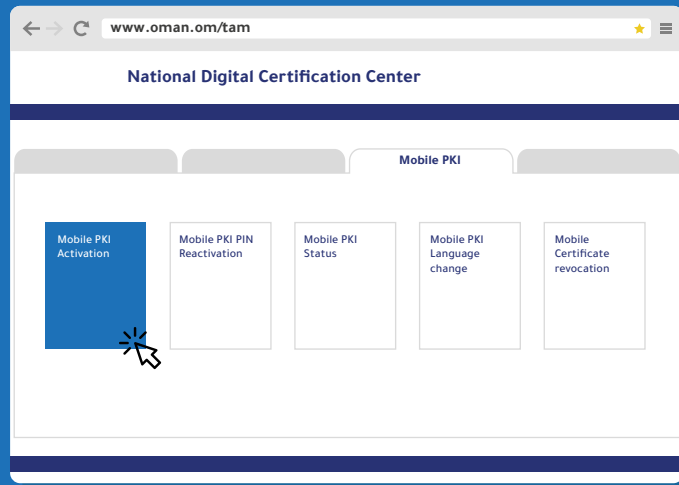 www.oman.om/tam
National Digital Certification Center
Mobile PKI
Mobile PKI
Activation
Mobile PKI PIN
Reactivation
Mobile PKI
Status
Mobile PKI
Language
change
Mobile
Certificate
revocation